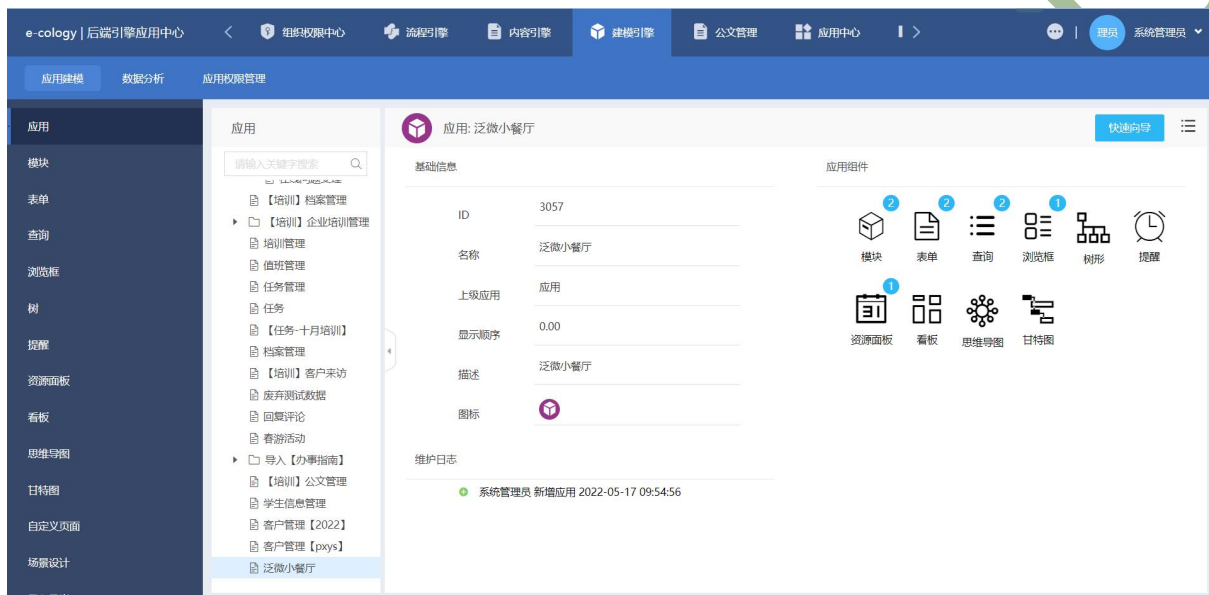 e-cology | 后端引擎应用中心
组织权限中心
流程引擎
内容引擎
建模引擎
公文管理
应用中心
理员
系统管理员
应用建模
数据分析
应用权限管理
应用
模块
表单
查询
浏览框
树
提醒
资源面板
看板
思维导图
甘特图
自定义页面
场景设计
应用
请输入关键字搜索
【培训】档案管理
【培训】企业培训管理
培训管理
值班管理
任务管理
任务
【任务-十月培训】
档案管理
【培训】客户来访
废弃测试数据
回复评论
春游活动
导入【办事指南】
【培训】公文管理
学生信息管理
客户管理【2022】
客户管理【pxys】
泛微小餐厅
应用: 泛微小餐厅
快速向导
基础信息
ID 3057
名称 泛微小餐厅
上级应用 应用
显示顺序 0.00
描述 泛微小餐厅
图标
维护日志
系统管理员 新增应用 2022-05-17 09:54:56
应用组件
2 2 2 1
模块 表单 查询 浏览框 树形 提醒
1
资源面板 看板 思维导图 甘特图